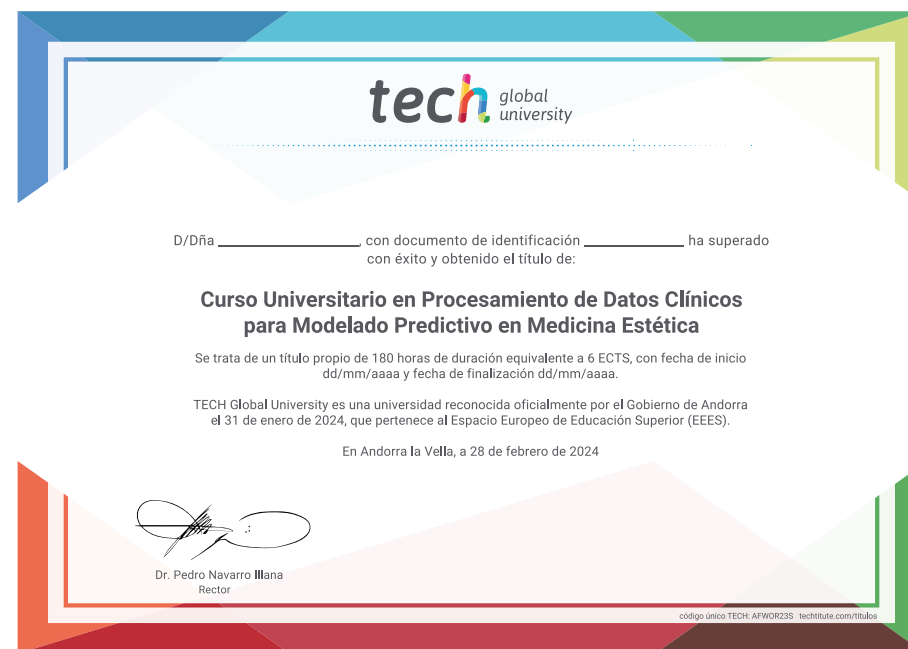 tech global university
D/Dña ____________________, con documento de identificación ______________ ha superado
con éxito y obtenido el título de:
Curso Universitario en Procesamiento de Datos Clínicos
para Modelado Predictivo en Medicina Estética
Se trata de un título propio de 180 horas de duración equivalente a 6 ECTS, con fecha de inicio
dd/mm/aaaa y fecha de finalización dd/mm/aaaa.
TECH Global University es una universidad reconocida oficialmente por el Gobierno de Andorra
el 31 de enero de 2024, que pertenece al Espacio Europeo de Educación Superior (EEES).
En Andorra la Vella, a 28 de febrero de 2024
Dr. Pedro Navarro Illana
Rector
código único TECH: AFWOR23S techtitute.com/titulos